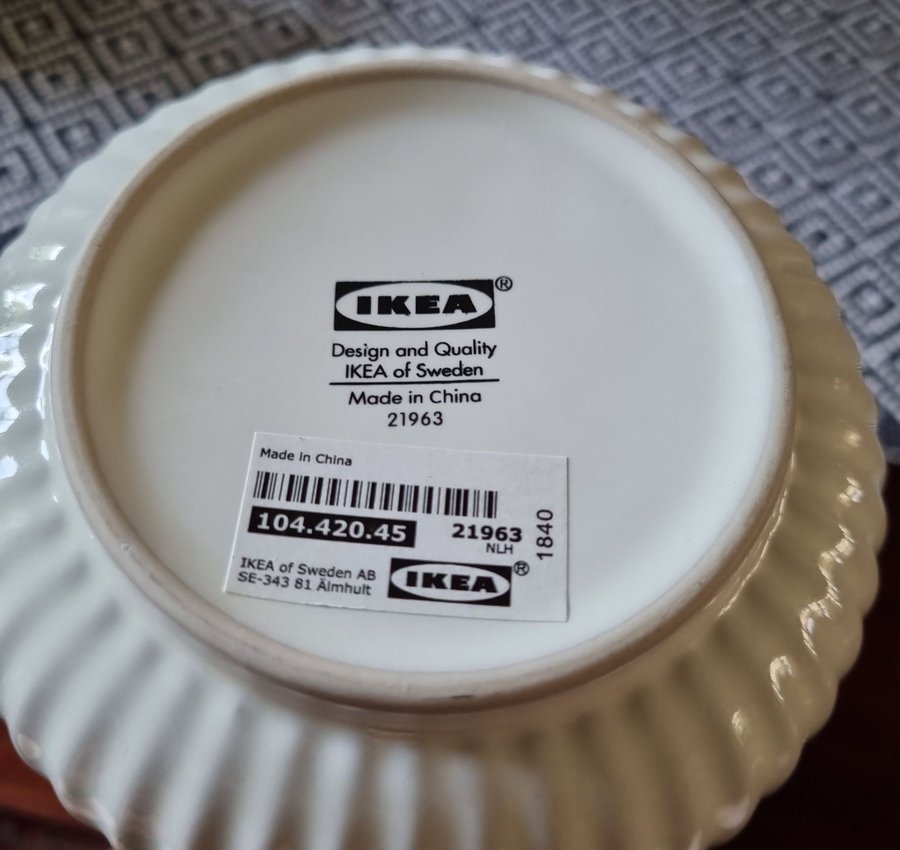 IKEA®
Design and Quality
IKEA of Sweden
Made in China
21963
Made in China
104.420.45
21963
NLH
1840
IKEA of Sweden AB
SE-343 81 Älmhult
IKEA®